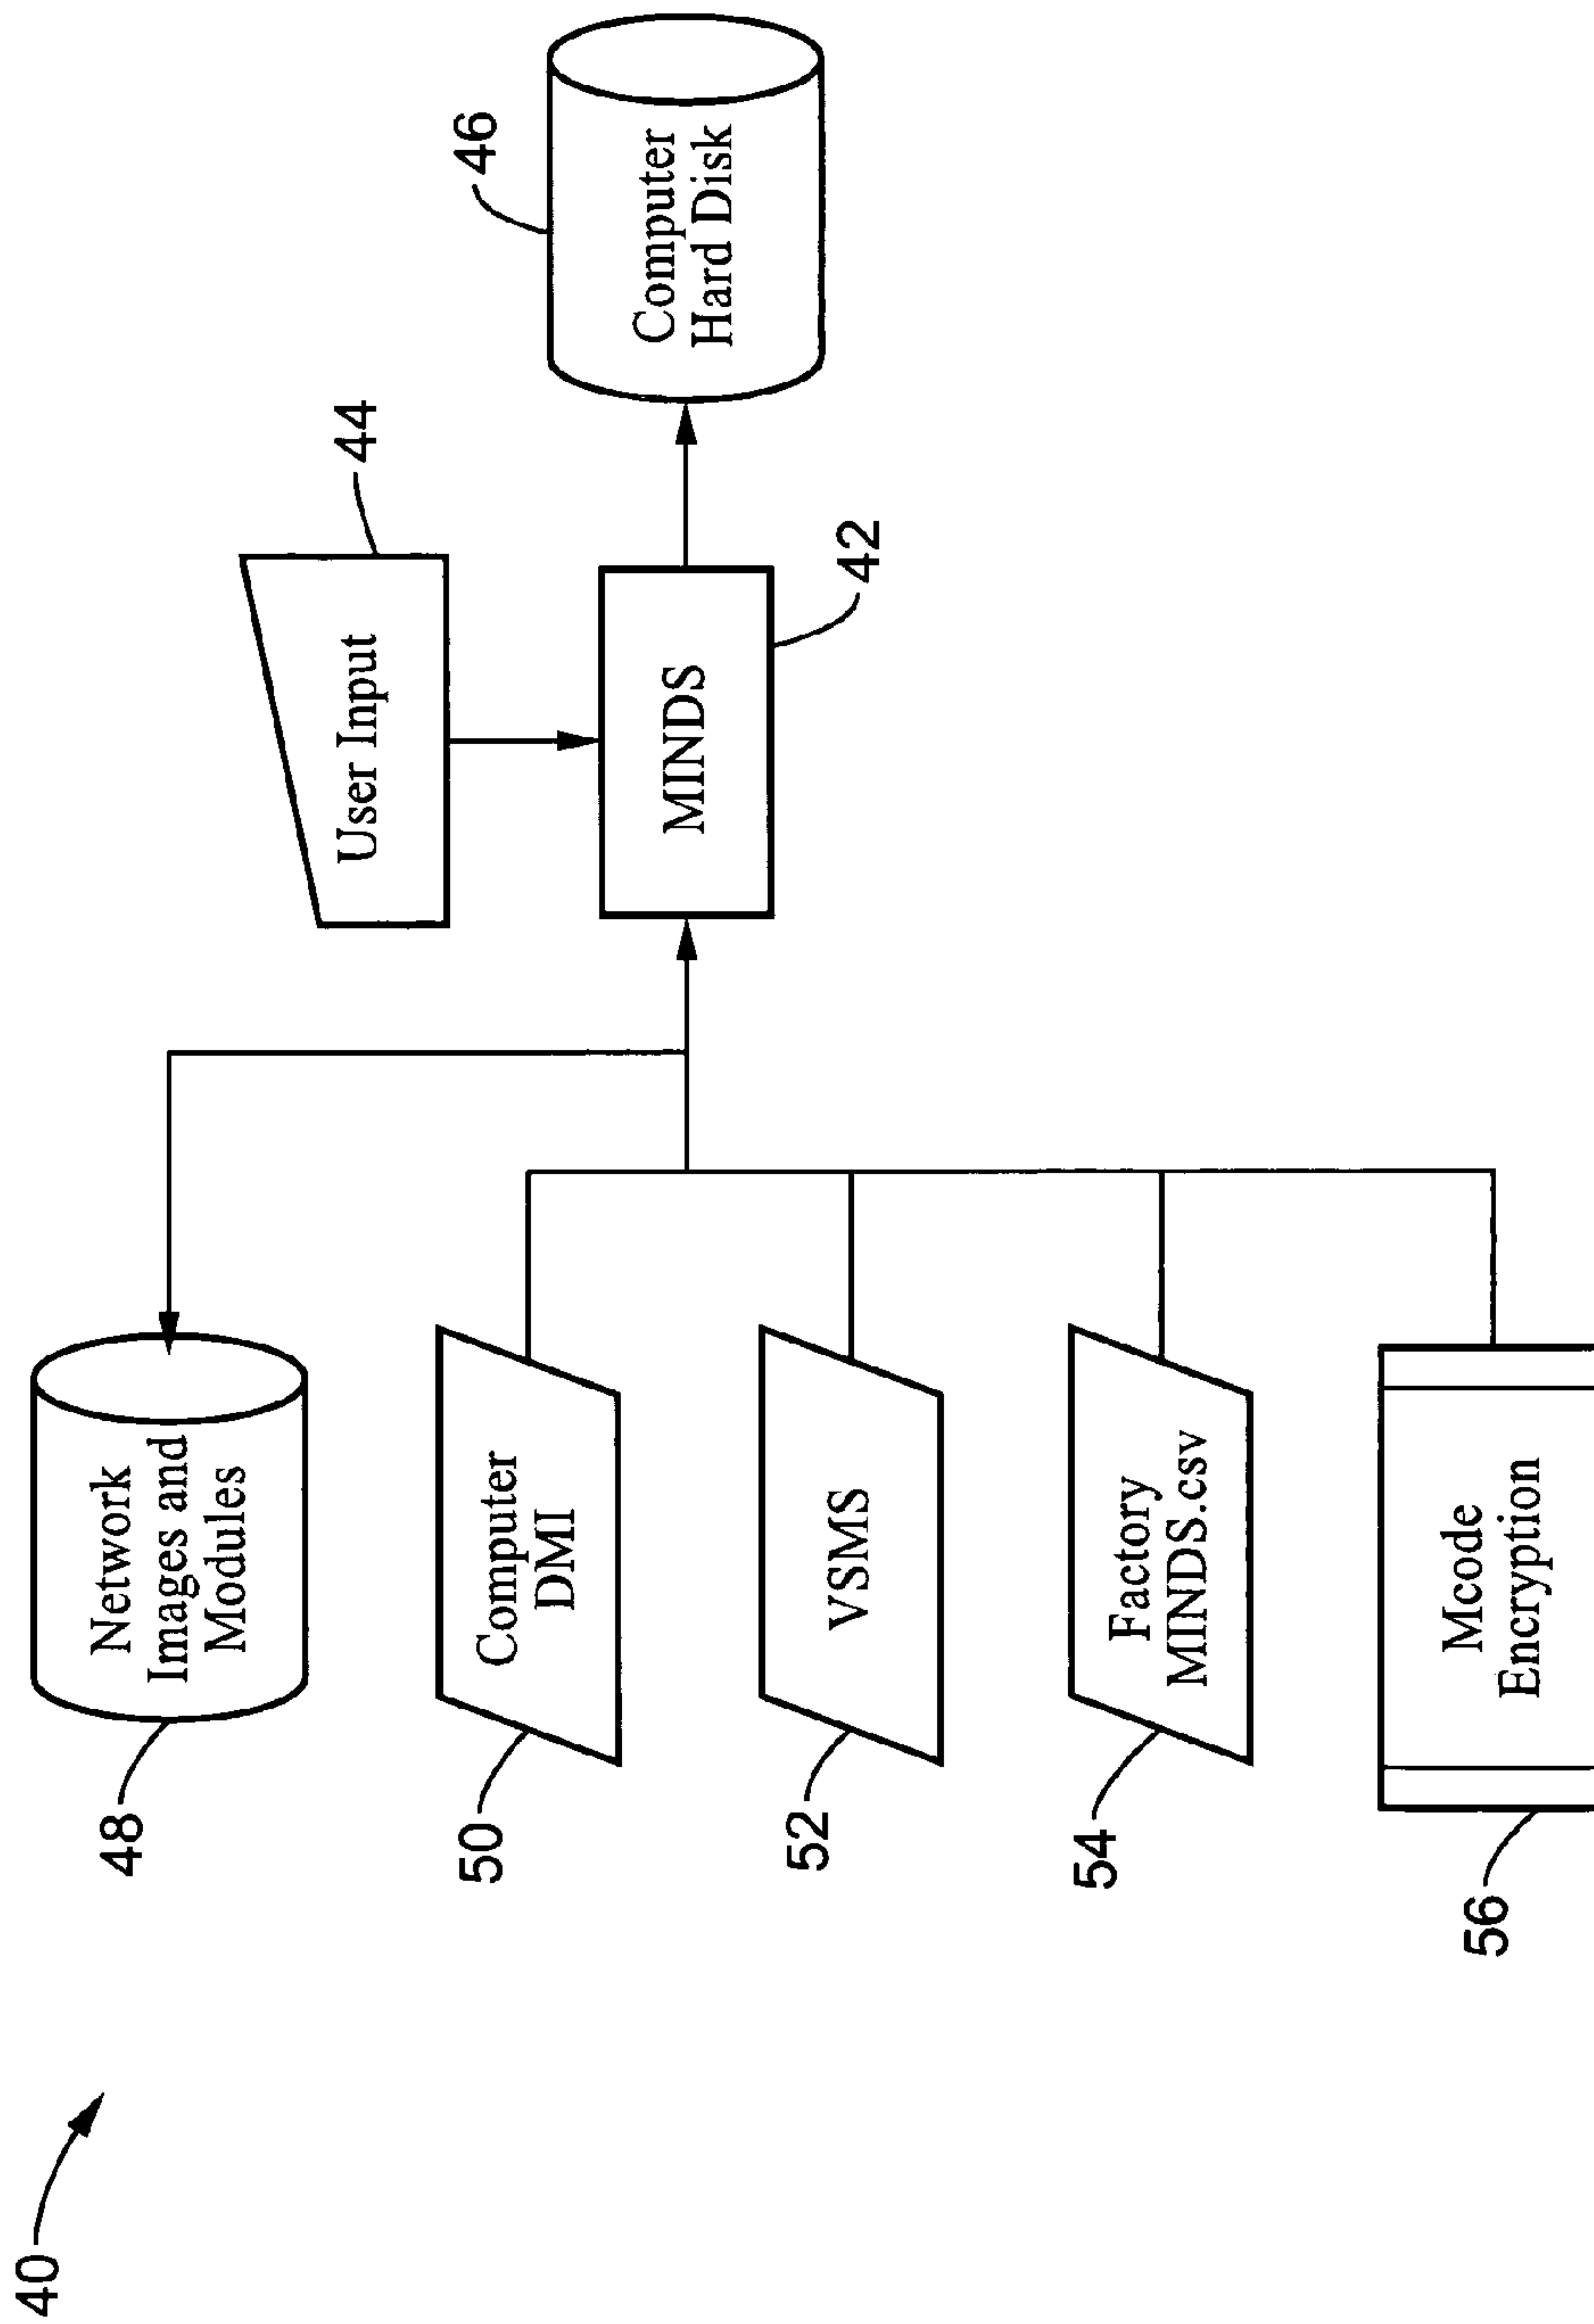 40
48
Network
Images and
Modules
50
Computer
DMI
52
VSMS
54
Factory
MINDS.csv
56
Mcode
Encryption
User Input
44
MINDS
42
46
Computer
Hard Disk